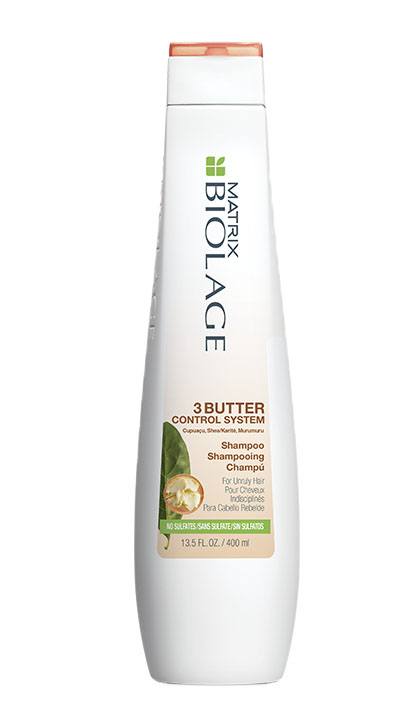 MATRIX
BIOLAGE
3 BUTTER
CONTROL SYSTEM
Cupuaçu, Shea/Karité, Murumuru
Shampoo
Shampooing
Champú
For Unruly Hair
Pour Cheveux
Indisciplinés
Para Cabello Rebelde
NO SULFATES /SANS SULFATE/SIN SULFATOS
13.5 FL. OZ. / 400 ml